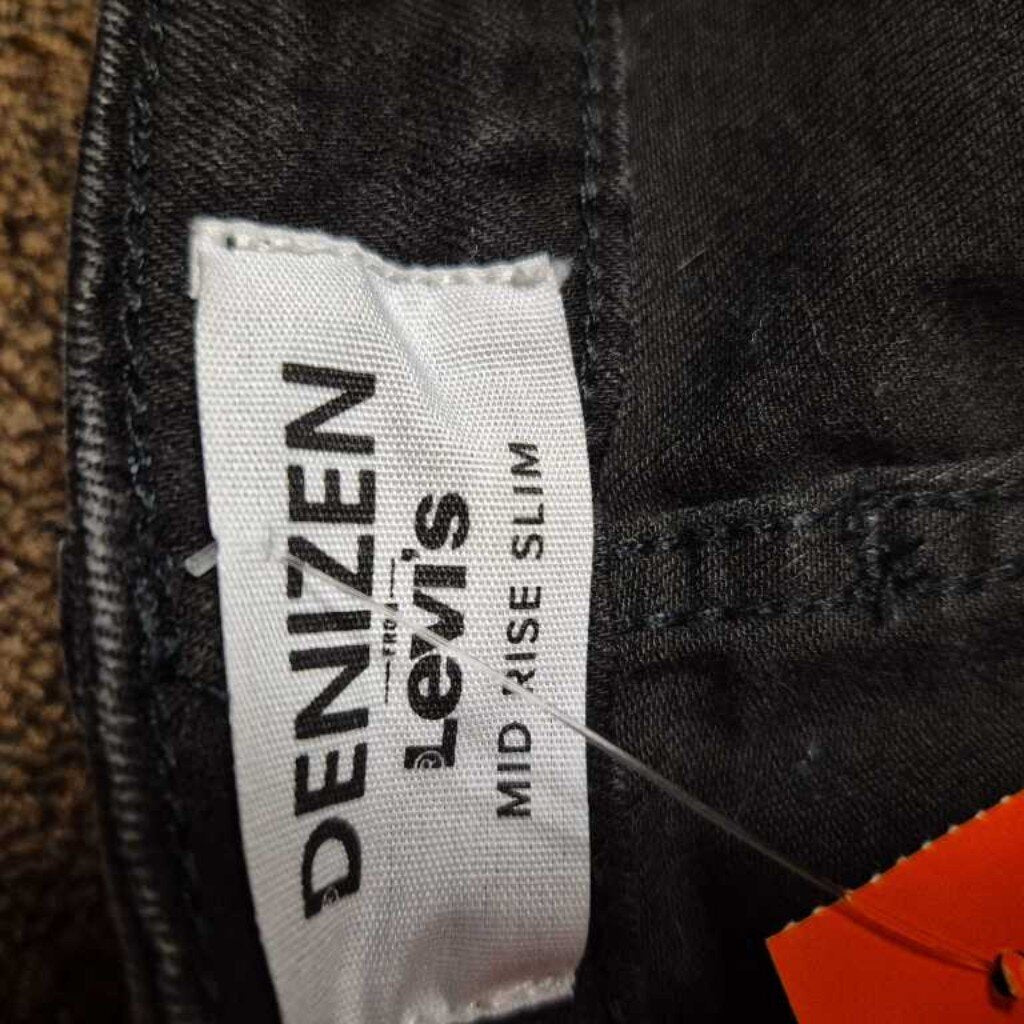 DENIZEN
FROM
Levi's
MID RISE SLIM